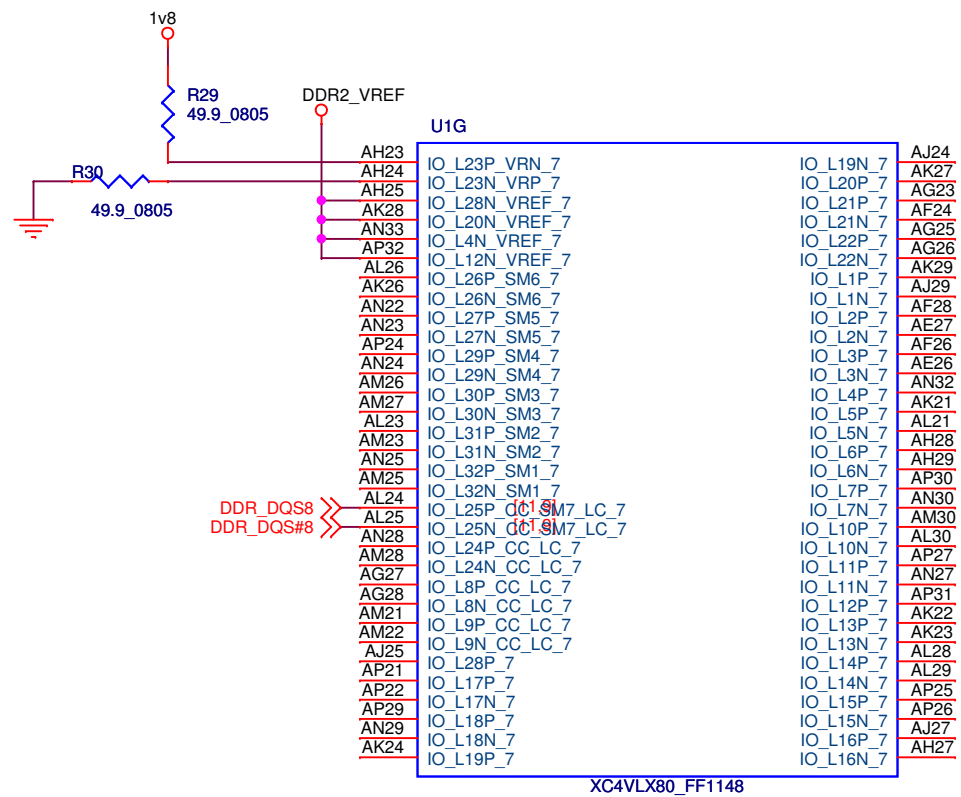 1v8
R29
49.9_0805
DDR2_VREF
R30
49.9_0805
U1G
AH23 IO_L23P_VRN_7 IO_L19N_7 AJ24
AH24 IO_L23N_VRP_7 IO_L20P_7 AK27
AH25 IO_L28N_VREF_7 IO_L21P_7 AG23
AK28 IO_L20N_VREF_7 IO_L21N_7 AF24
AN33 IO_L4N_VREF_7 IO_L22P_7 AG25
AP32 IO_L12N_VREF_7 IO_L22N_7 AG26
AL26 IO_L26P_SM6_7 IO_L1P_7 AK29
AK26 IO_L26N_SM6_7 IO_L1N_7 AJ29
AN22 IO_L27P_SM5_7 IO_L2P_7 AF28
AN23 IO_L27N_SM5_7 IO_L2N_7 AE27
AP24 IO_L29P_SM4_7 IO_L3P_7 AF26
AN24 IO_L29N_SM4_7 IO_L3N_7 AE26
AM26 IO_L30P_SM3_7 IO_L4P_7 AN32
AM27 IO_L30N_SM3_7 IO_L5P_7 AK21
AL23 IO_L31P_SM2_7 IO_L5N_7 AL21
AM23 IO_L31N_SM2_7 IO_L6P_7 AH28
AN25 IO_L32P_SM1_7 IO_L6N_7 AH29
AM25 IO_L32N_SM1_7 IO_L7P_7 AP30
DDR_DQS8 AL24 IO_L25P_CC_SM7_LC_7 IO_L7N_7 AN30
DDR_DQS#8 AL25 IO_L25N_CC_SM7_LC_7 IO_L10P_7 AM30
AN28 IO_L24P_CC_LC_7 IO_L10N_7 AL30
AM28 IO_L24N_CC_LC_7 IO_L11P_7 AP27
AG27 IO_L8P_CC_LC_7 IO_L11N_7 AN27
AG28 IO_L8N_CC_LC_7 IO_L12P_7 AP31
AM21 IO_L9P_CC_LC_7 IO_L13P_7 AK22
AM22 IO_L9N_CC_LC_7 IO_L13N_7 AK23
AJ25 IO_L28P_7 IO_L14P_7 AL28
AP21 IO_L17P_7 IO_L14N_7 AL29
AP22 IO_L17N_7 IO_L15P_7 AP25
AP29 IO_L18P_7 IO_L15N_7 AP26
AN29 IO_L18N_7 IO_L16P_7 AJ27
AK24 IO_L19P_7 IO_L16N_7 AH27
XC4VLX80_FF1148